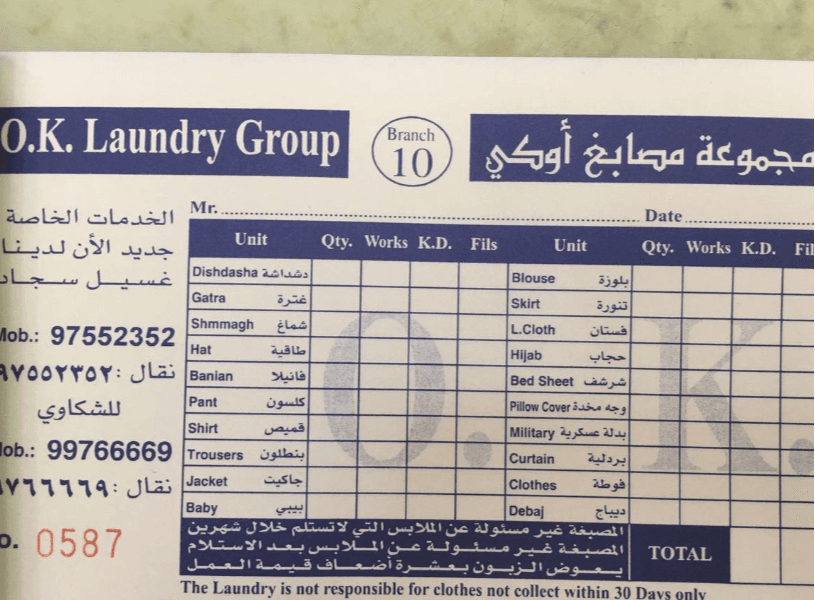 O.K. Laundry Group
Branch
10
مجموعة مصابغ أوكي
الخدمات الخاصة
جديد الأن لدينا
غسيل سجاد
Mob.: 97552352
نقال :٩٧٥٥٢٣٥٢
للشكاوي
Mob.: 99766669
نقال :٩٩٧٦٦٦٦٩
No. 0587
Mr. Date
Unit Qty. Works K.D. Fils Unit Qty. Works K.D. Fils
Dishdasha دشداشة Blouse بلوزة
Gatra غترة Skirt تنورة
Shmmagh شماغ L.Cloth فستان
Hat طاقية Hijab حجاب
Banian فانيلا Bed Sheet شرشف
Pant كلسون Pillow Cover وجه مخدة
Shirt قميص Military بدلة عسكرية
Trousers بنطلون Curtain بردلية
Jacket جاكيت Clothes فوطة
Baby بيبي Debaj ديباج
O.K.
المصبغة غير مسئولة عن الملابس التي لاتستلم خلال شهرين
المصبغة غير مسئولة عن الملابس بعد الاستلام
يعوض الزبون بعشرة أضعاف قيمة العمل
TOTAL
The Laundry is not responsible for clothes not collect within 30 Days only